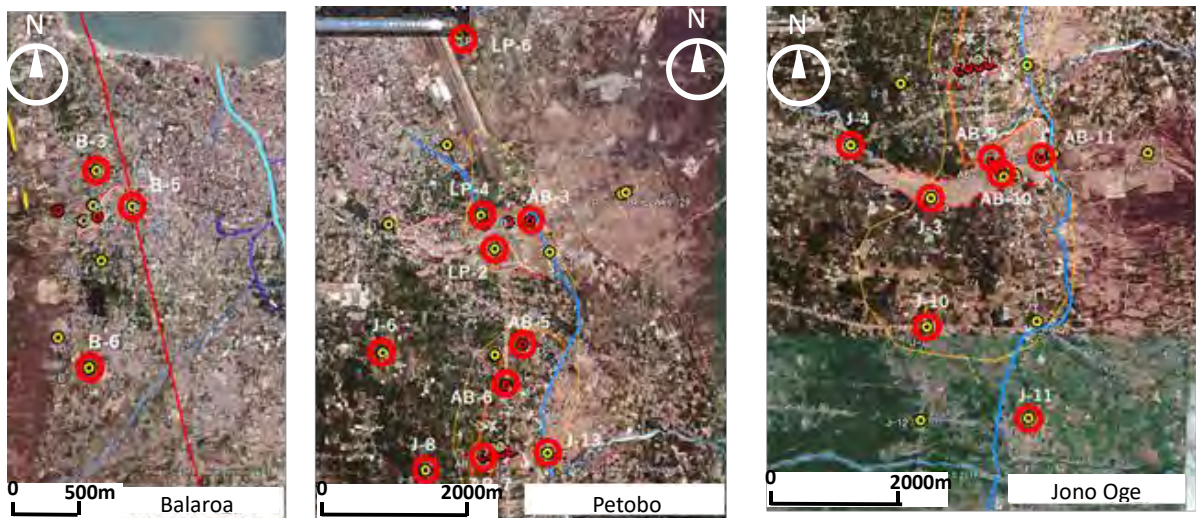 N
B-3
B-5
B-6
0 500m
Balaroa
N
LP-6
LP-4
AB-3
LP-2
AB-5
J-6
AB-6
J-8
J-13
0 2000m
Petobo
N
J-4
AB-9
AB-11
AB-10
J-3
J-10
J-11
J-12
0 2000m
Jono Oge